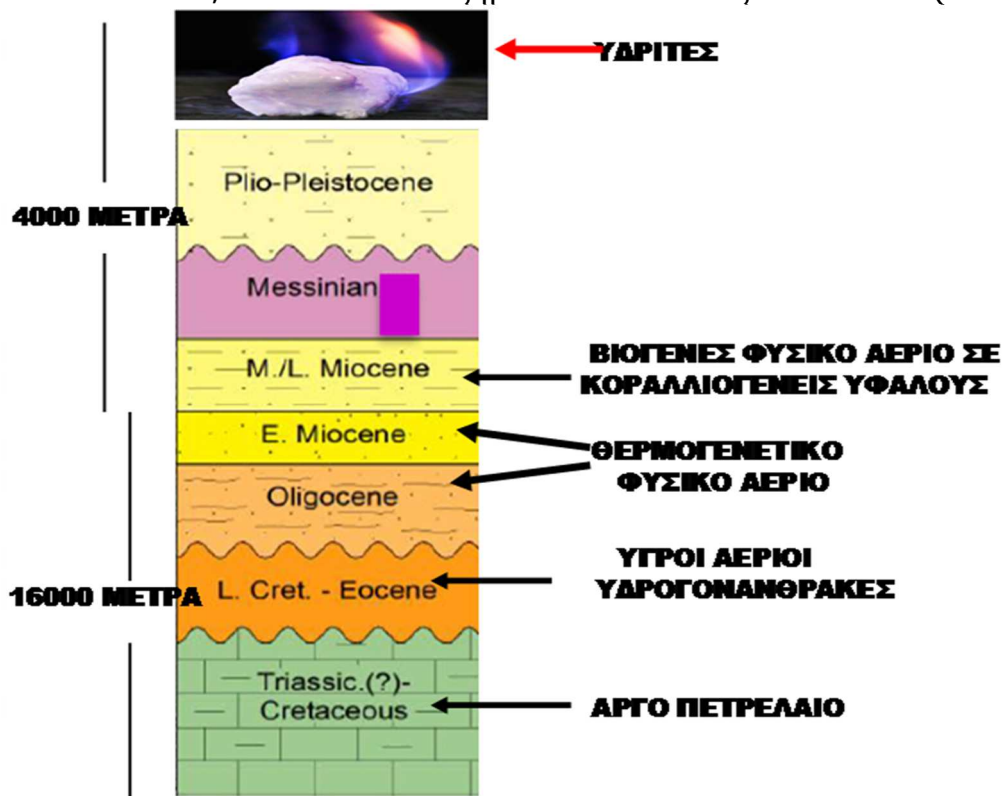 ΥΔΡΙΤΕΣ
Plio-Pleistocene
4000 ΜΕΤΡΑ
Messinian
M./L. Miocene
ΒΙΟΓΕΝΕΣ ΦΥΣΙΚΟ ΑΕΡΙΟ ΣΕ
ΚΟΡΑΛΛΙΟΓΕΝΕΙΣ ΥΦΑΛΟΥΣ
E. Miocene
ΘΕΡΜΟΓΕΝΕΤΙΚΟ
ΦΥΣΙΚΟ ΑΕΡΙΟ
Oligocene
ΥΓΡΟΙ ΑΕΡΙΟΙ
ΥΔΡΟΓΟΝΑΝΘΡΑΚΕΣ
16000 ΜΕΤΡΑ
L. Cret. - Eocene
Triassic.(?)-
Cretaceous
ΑΡΓΟ ΠΕΤΡΕΛΑΙΟ